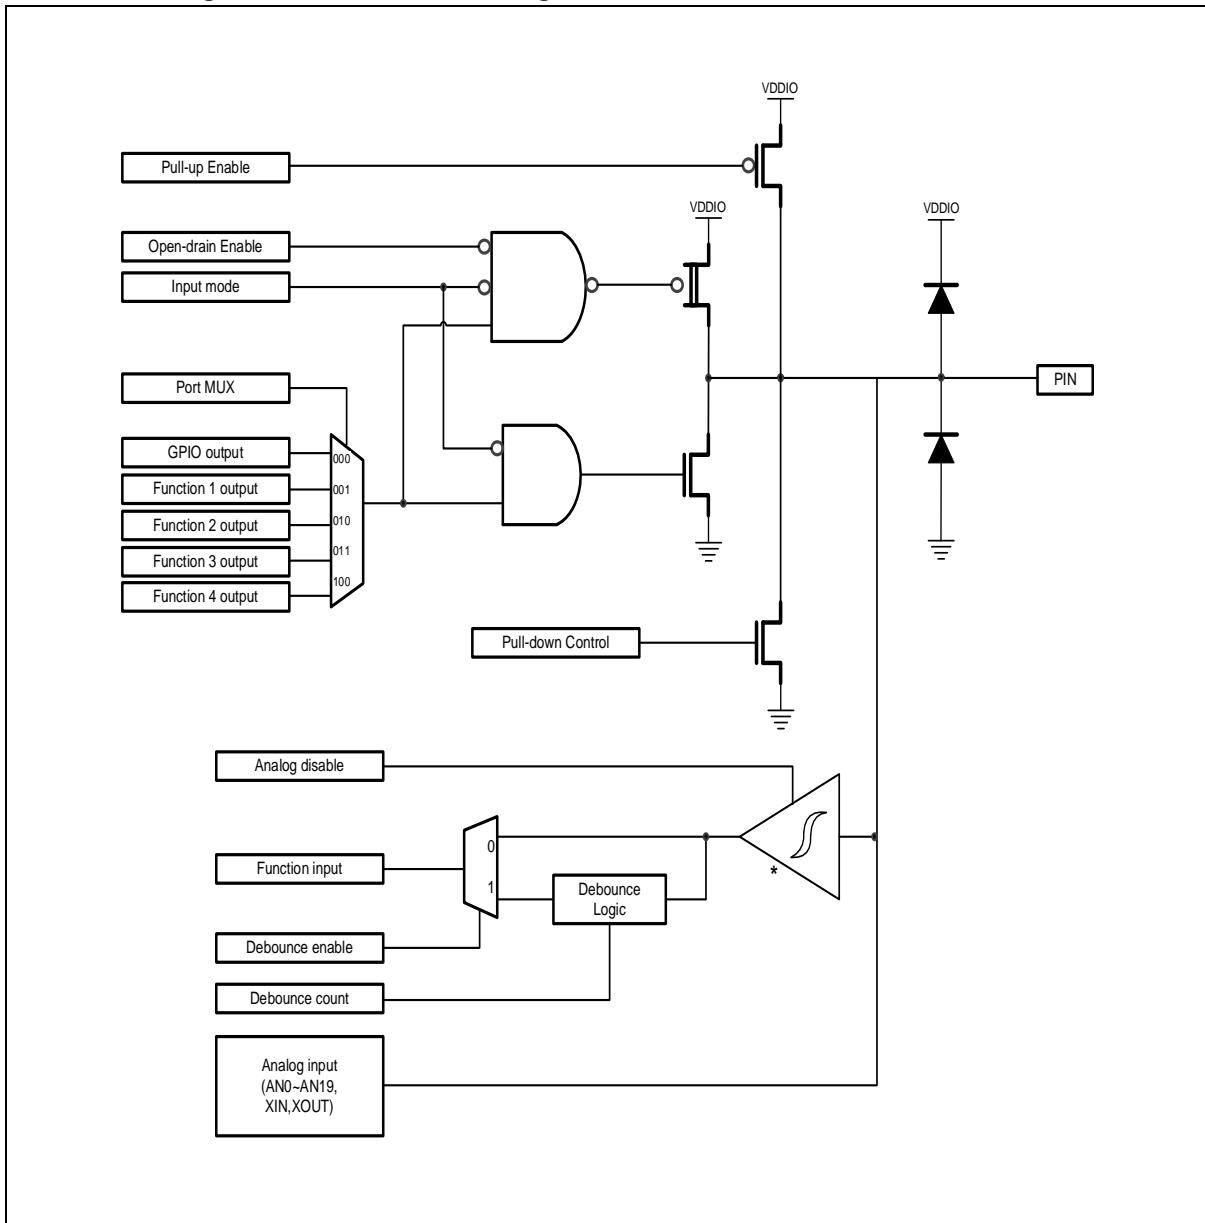 VDDIO
Pull-up Enable
VDDIO
VDDIO
Open-drain Enable
Input mode
Port MUX
PIN
GPIO output
000
Function 1 output
001
Function 2 output
010
Function 3 output
011
Function 4 output
100
Pull-down Control
Analog disable
0
Function input
*
1
Debounce
Logic
Debounce enable
Debounce count
Analog input
(AN0~AN19,
XIN,XOUT)